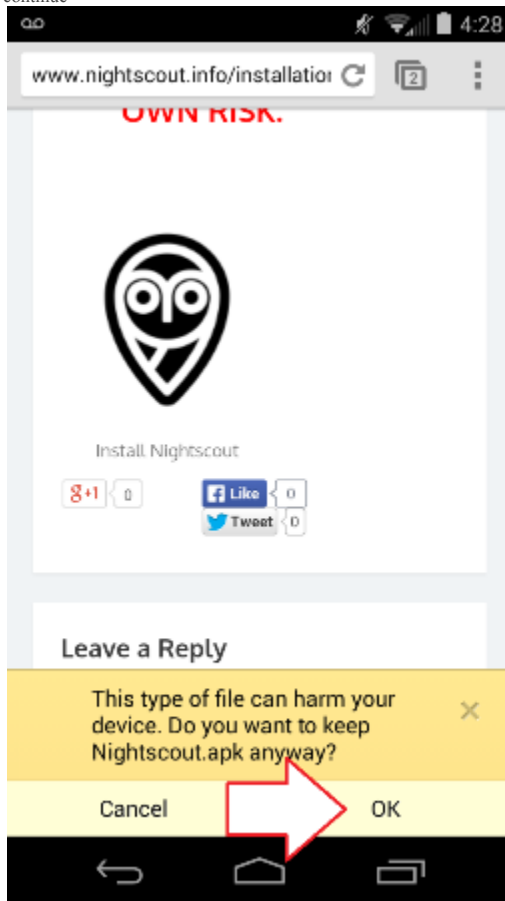 continue
4:28
www.nightscout.info/installation
2
OWN RISK.
Install Nightscout
g+1 0
f Like 0
Tweet 0
Leave a Reply
This type of file can harm your
device. Do you want to keep
Nightscout.apk anyway?
Cancel OK